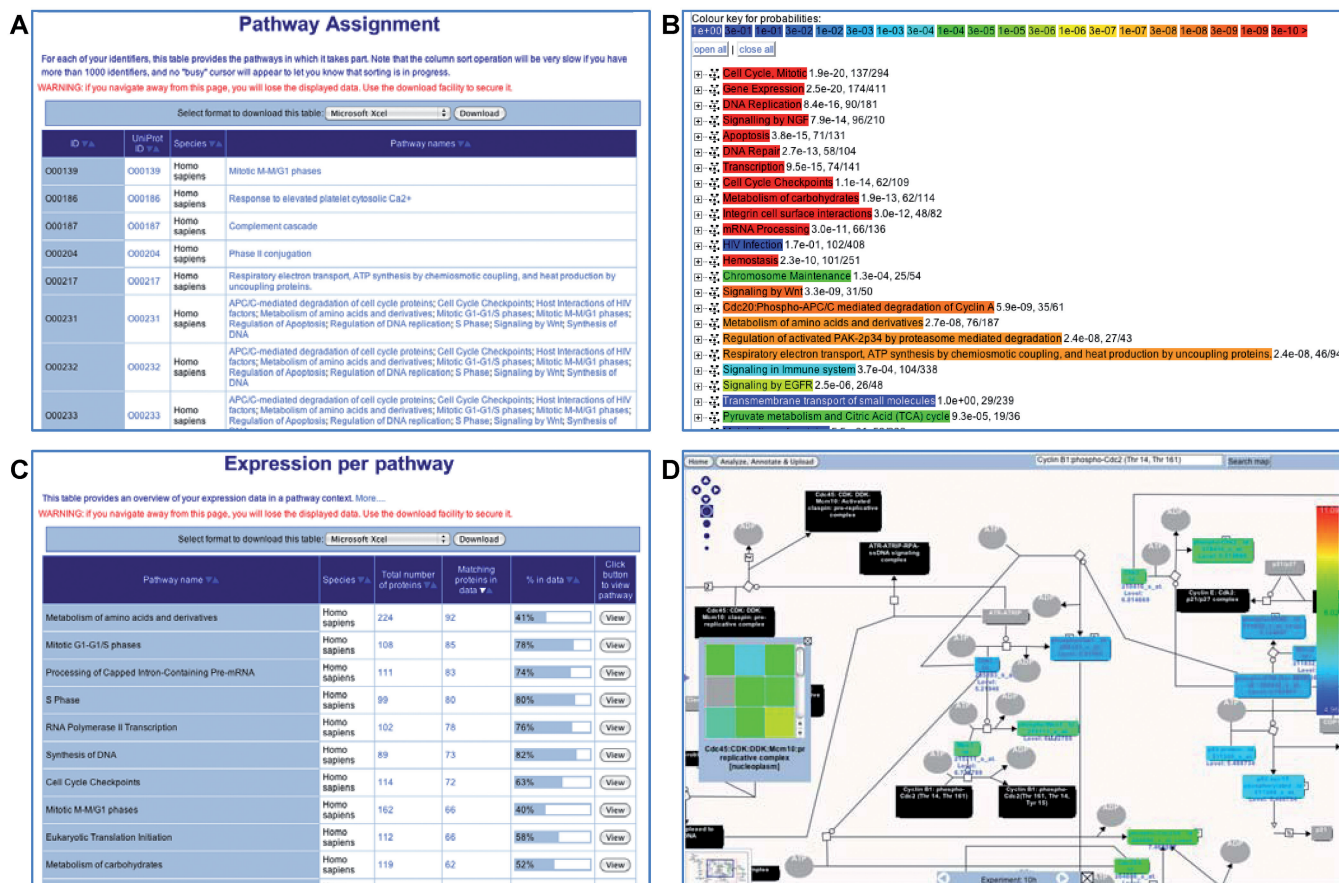 A
Pathway Assignment
For each of your identifiers, this table provides the pathways in which it takes part. Note that the column sort operation will be very slow if you have
more than 1000 identifiers, and no "busy" cursor will appear to let you know that sorting is in progress.
WARNING: if you navigate away from this page, you will lose the displayed data. Use the download facility to secure it.
Select format to download this table: Microsoft Xcel Download
ID UniProt ID Species Pathway names
O00139 O00139 Homo sapiens Mitotic M-M/G1 phases
O00186 O00186 Homo sapiens Response to elevated platelet cytosolic Ca2+
O00187 O00187 Homo sapiens Complement cascade
O00204 O00204 Homo sapiens Phase II conjugation
O00217 O00217 Homo sapiens Respiratory electron transport, ATP synthesis by chemiosmotic coupling, and heat production by
uncoupling proteins.
O00231 O00231 Homo sapiens APC/C-mediated degradation of cell cycle proteins; Cell Cycle Checkpoints; Host Interactions of HIV
factors; Metabolism of amino acids and derivatives; Mitotic G1-G1/S phases; Mitotic M-M/G1 phases;
Regulation of Apoptosis; Regulation of DNA replication; S Phase; Signaling by Wnt; Synthesis of
DNA
O00232 O00232 Homo sapiens APC/C-mediated degradation of cell cycle proteins; Cell Cycle Checkpoints; Host Interactions of HIV
factors; Metabolism of amino acids and derivatives; Mitotic G1-G1/S phases; Mitotic M-M/G1 phases;
Regulation of Apoptosis; Regulation of DNA replication; S Phase; Signaling by Wnt; Synthesis of
DNA
O00233 O00233 Homo sapiens APC/C-mediated degradation of cell cycle proteins; Cell Cycle Checkpoints; Host Interactions of HIV
factors; Metabolism of amino acids and derivatives; Mitotic G1-G1/S phases; Mitotic M-M/G1 phases;
Regulation of Apoptosis; Regulation of DNA replication; S Phase; Signaling by Wnt; Synthesis of
B
Colour key for probabilities:
1e+00 3e-01 1e-01 3e-02 1e-02 3e-03 1e-03 3e-04 1e-04 3e-05 1e-05 3e-06 1e-06 3e-07 1e-07 3e-08 1e-08 3e-09 1e-09 3e-10 >
open all | close all
Cell Cycle, Mitotic 1.9e-20, 137/294
Gene Expression 2.5e-20, 174/411
DNA Replication 8.4e-16, 90/181
Signalling by NGF 7.9e-14, 96/210
Apoptosis 3.8e-15, 71/131
DNA Repair 2.7e-13, 58/104
Transcription 9.5e-15, 74/141
Cell Cycle Checkpoints 1.1e-14, 62/109
Metabolism of carbohydrates 1.9e-13, 62/114
Integrin cell surface interactions 3.0e-12, 48/82
mRNA Processing 3.0e-11, 66/136
HIV Infection 1.7e-01, 102/408
Hemostasis 2.3e-10, 101/251
Chromosome Maintenance 1.3e-04, 25/54
Signaling by Wnt 3.3e-09, 31/50
Cdc20:Phospho-APC/C mediated degradation of Cyclin A 5.9e-09, 35/61
Metabolism of amino acids and derivatives 2.7e-08, 76/187
Regulation of activated PAK-2p34 by proteasome mediated degradation 2.4e-08, 27/43
Respiratory electron transport, ATP synthesis by chemiosmotic coupling, and heat production by uncoupling proteins. 2.4e-08, 46/94
Signaling in Immune system 3.7e-04, 104/338
Signaling by EGFR 2.5e-06, 26/48
Transmembrane transport of small molecules 1.0e+00, 29/239
Pyruvate metabolism and Citric Acid (TCA) cycle 9.3e-05, 19/36
C
Expression per pathway
This table provides an overview of your expression data in a pathway context. More....
WARNING: if you navigate away from this page, you will lose the displayed data. Use the download facility to secure it.
Select format to download this table: Microsoft Xcel Download
Pathway name Species Total number of proteins Matching proteins in data % in data Click button to view pathway
Metabolism of amino acids and derivatives Homo sapiens 224 92 41% View
Mitotic G1-G1/S phases Homo sapiens 108 85 78% View
Processing of Capped Intron-Containing Pre-mRNA Homo sapiens 111 83 74% View
S Phase Homo sapiens 99 80 80% View
RNA Polymerase II Transcription Homo sapiens 102 78 76% View
Synthesis of DNA Homo sapiens 89 73 82% View
Cell Cycle Checkpoints Homo sapiens 114 72 63% View
Mitotic M-M/G1 phases Homo sapiens 162 66 40% View
Eukaryotic Translation Initiation Homo sapiens 112 66 58% View
Metabolism of carbohydrates Homo sapiens 119 62 52% View
D
Home Analyze, Annotate & Upload Cyclin B1:phospho-Cdc2 (Thr 14, Thr 161) Search map
Cdc45: CDK: DDK:
Mcm10: Activated
claspin: pre-replicative
complex
ATR-ATRIP-RPA-
ssDNA signaling
complex
Cdc45: CDK: DDK:
Mcm10: claspin: pre-
replicative complex
ATR-ATRIP
Cyclin E: Cdk2:
p21/p27 complex
p21/p27
Cdc45:CDK:DDK:Mcm10:pr
replicative complex
[nucleoplasm]
Cyclin B1: phospho-
Cdc2 (Thr 14, Thr 161)
Cyclin B1: phospho-
Cdc2(Thr 161, Thr 14,
Tyr 15)
p21
Experiment: 10h